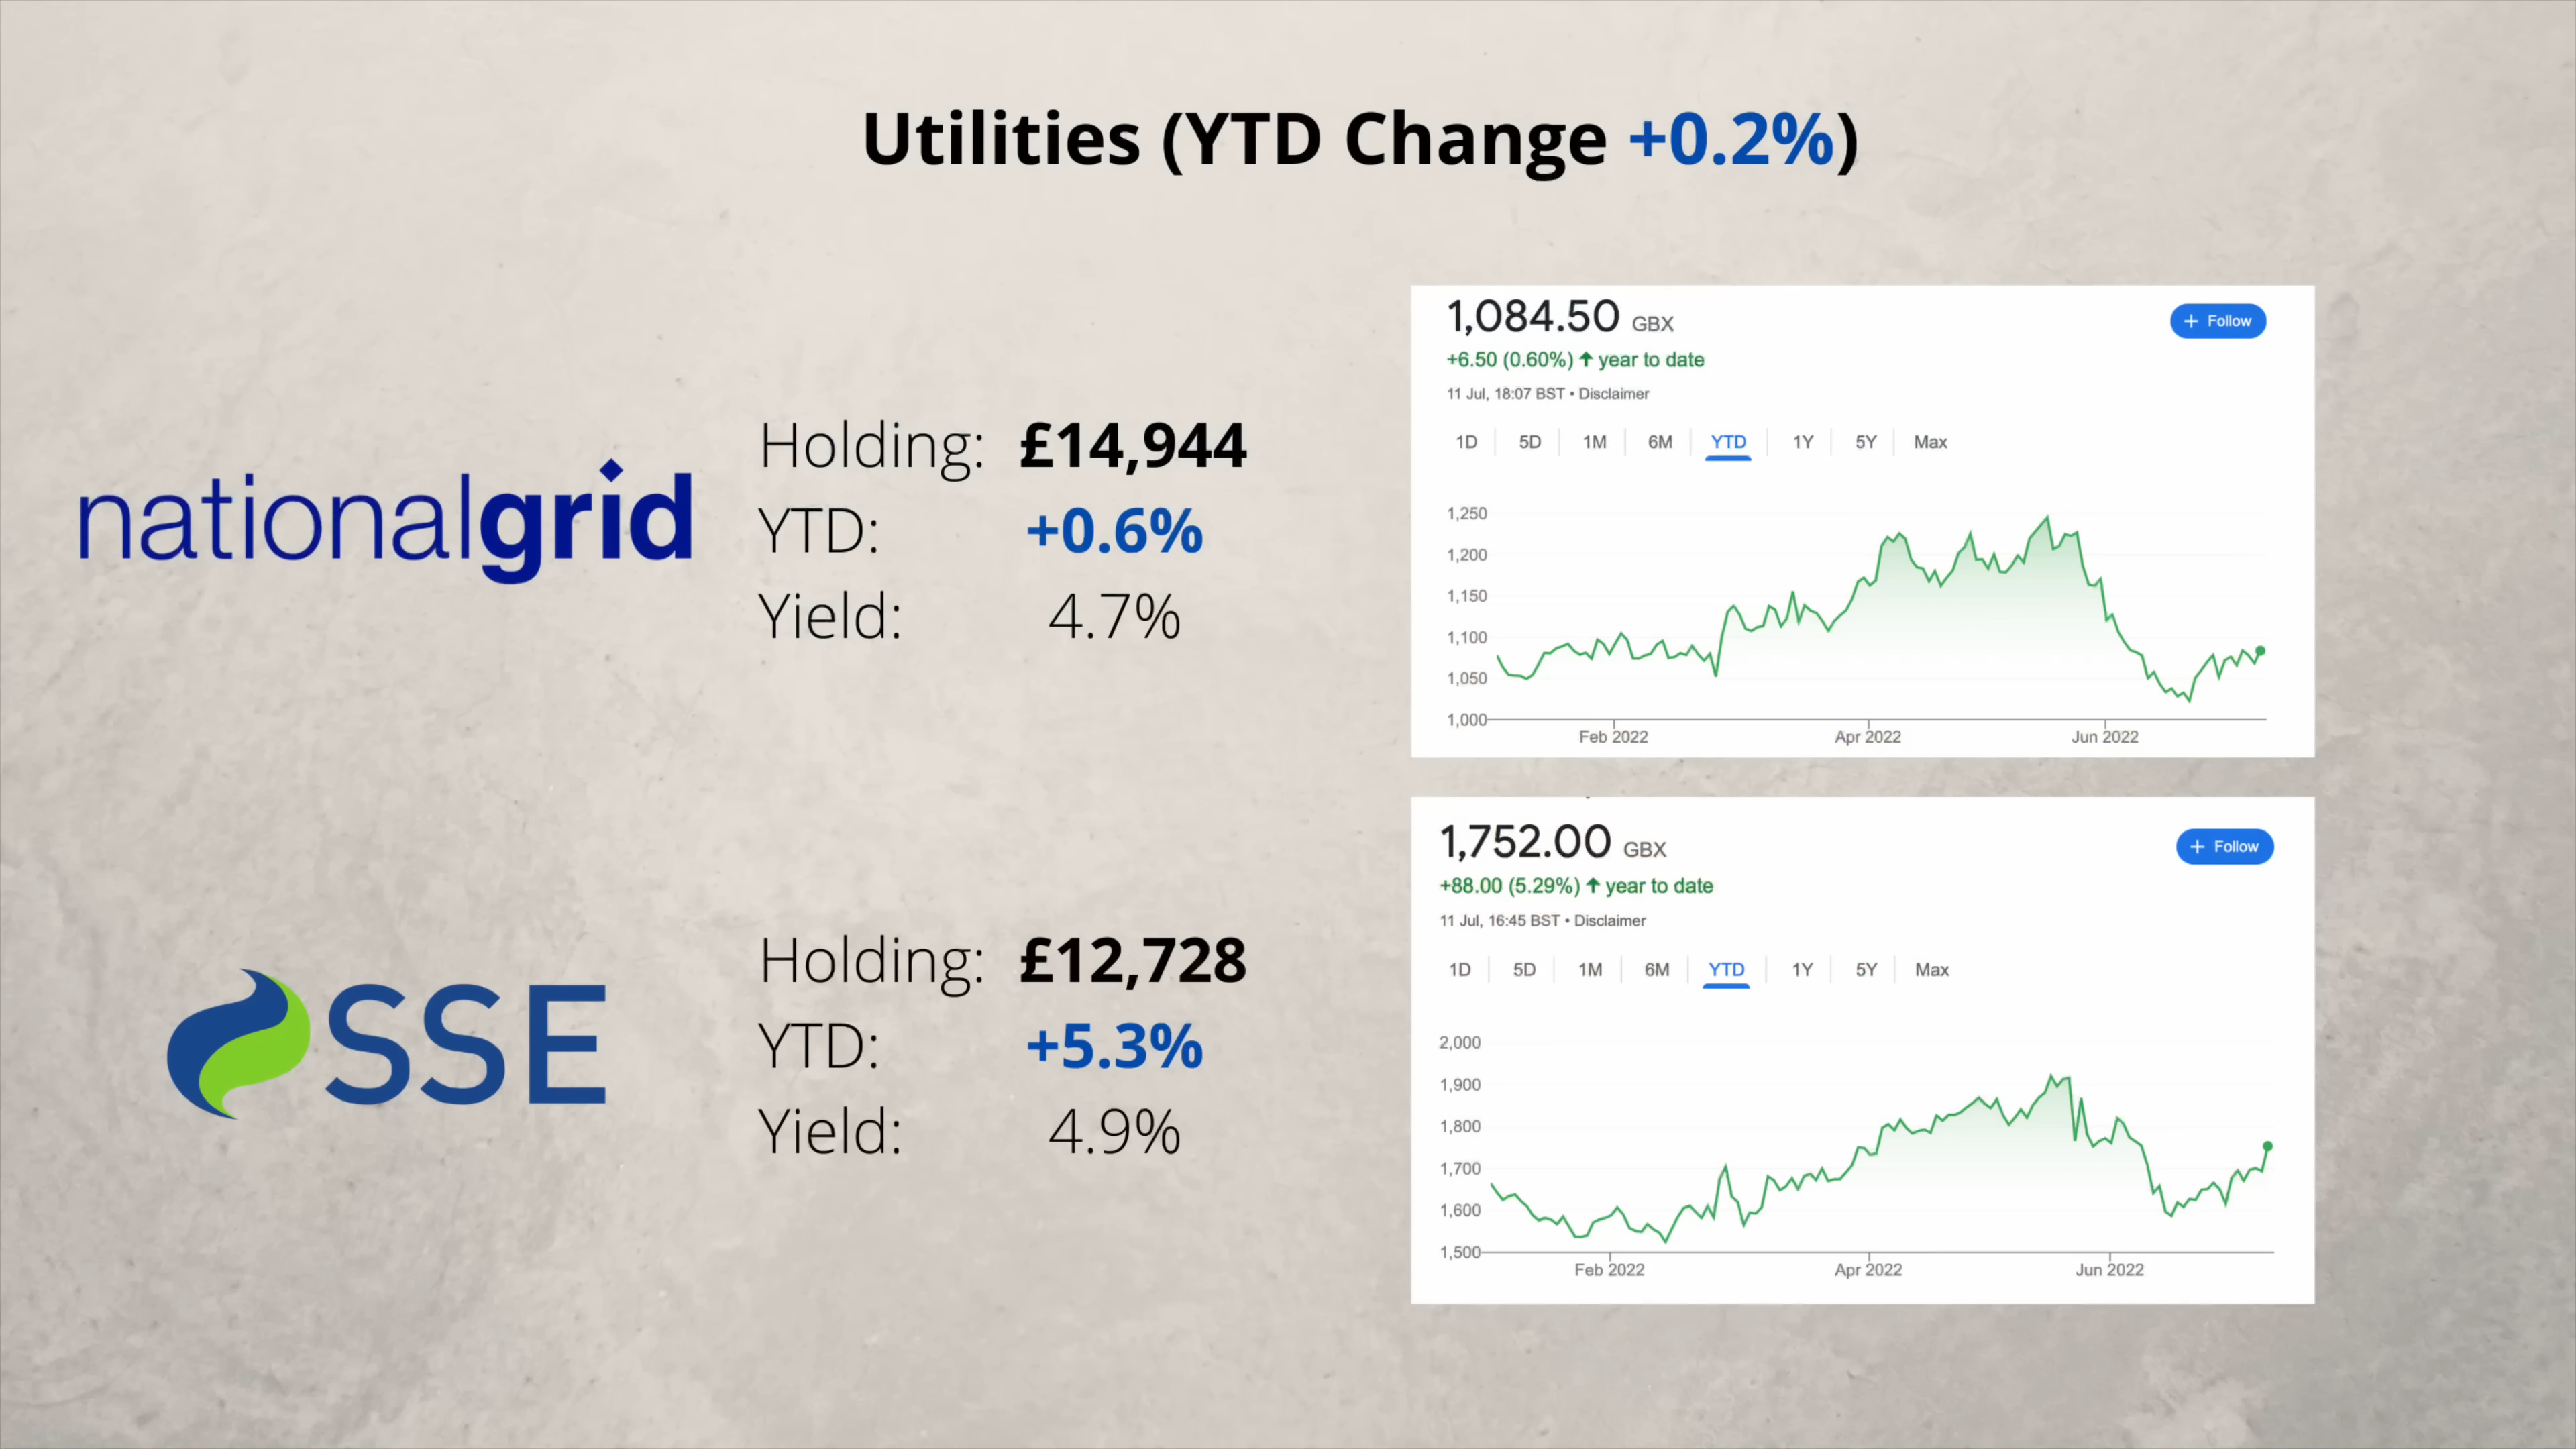 Utilities (YTD Change +0.2%)
nationalgrid
Holding: £14,944
YTD: +0.6%
Yield: 4.7%
1,084.50 GBX
+ Follow
+6.50 (0.60%) ↑ year to date
11 Jul, 18:07 BST • Disclaimer
1D 5D 1M 6M YTD 1Y 5Y Max
1,250
1,200
1,150
1,100
1,050
1,000
Feb 2022 Apr 2022 Jun 2022
SSE
Holding: £12,728
YTD: +5.3%
Yield: 4.9%
1,752.00 GBX
+ Follow
+88.00 (5.29%) ↑ year to date
11 Jul, 16:45 BST • Disclaimer
1D 5D 1M 6M YTD 1Y 5Y Max
2,000
1,900
1,800
1,700
1,600
1,500
Feb 2022 Apr 2022 Jun 2022